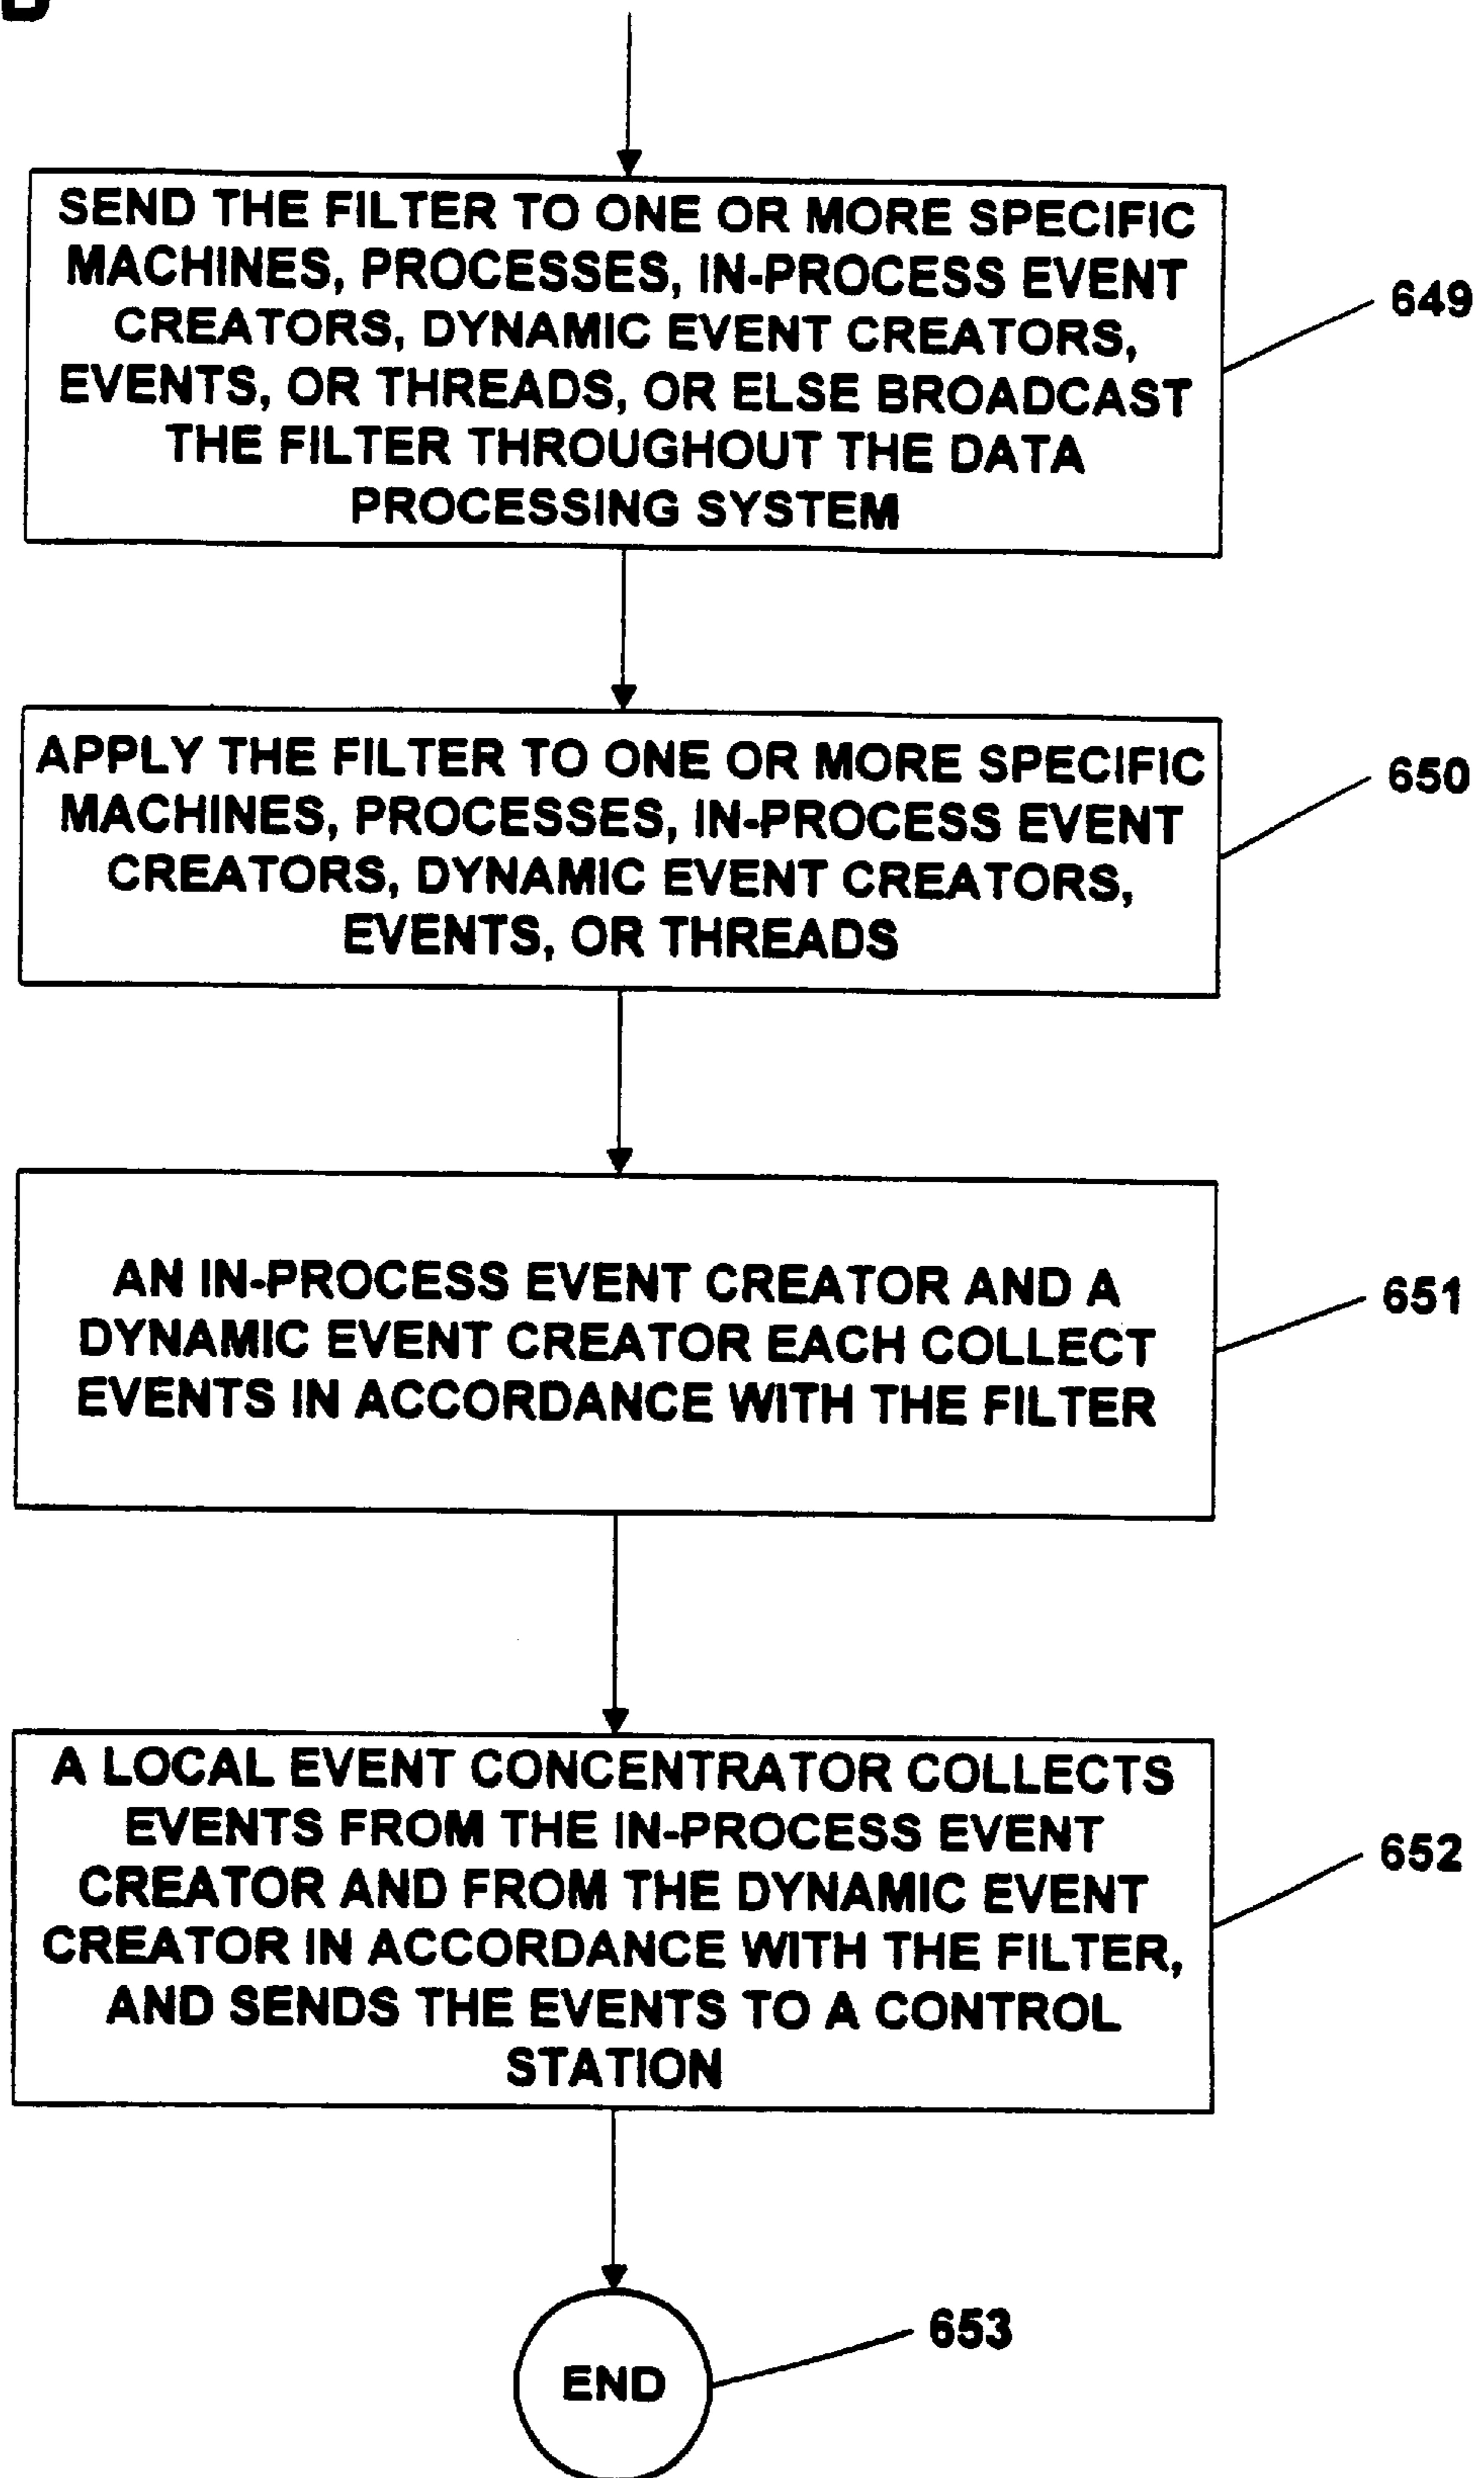 SEND THE FILTER TO ONE OR MORE SPECIFIC
MACHINES, PROCESSES, IN-PROCESS EVENT
CREATORS, DYNAMIC EVENT CREATORS,
EVENTS, OR THREADS, OR ELSE BROADCAST
THE FILTER THROUGHOUT THE DATA
PROCESSING SYSTEM
649
APPLY THE FILTER TO ONE OR MORE SPECIFIC
MACHINES, PROCESSES, IN-PROCESS EVENT
CREATORS, DYNAMIC EVENT CREATORS,
EVENTS, OR THREADS
650
AN IN-PROCESS EVENT CREATOR AND A
DYNAMIC EVENT CREATOR EACH COLLECT
EVENTS IN ACCORDANCE WITH THE FILTER
651
A LOCAL EVENT CONCENTRATOR COLLECTS
EVENTS FROM THE IN-PROCESS EVENT
CREATOR AND FROM THE DYNAMIC EVENT
CREATOR IN ACCORDANCE WITH THE FILTER,
AND SENDS THE EVENTS TO A CONTROL
STATION
652
END
653